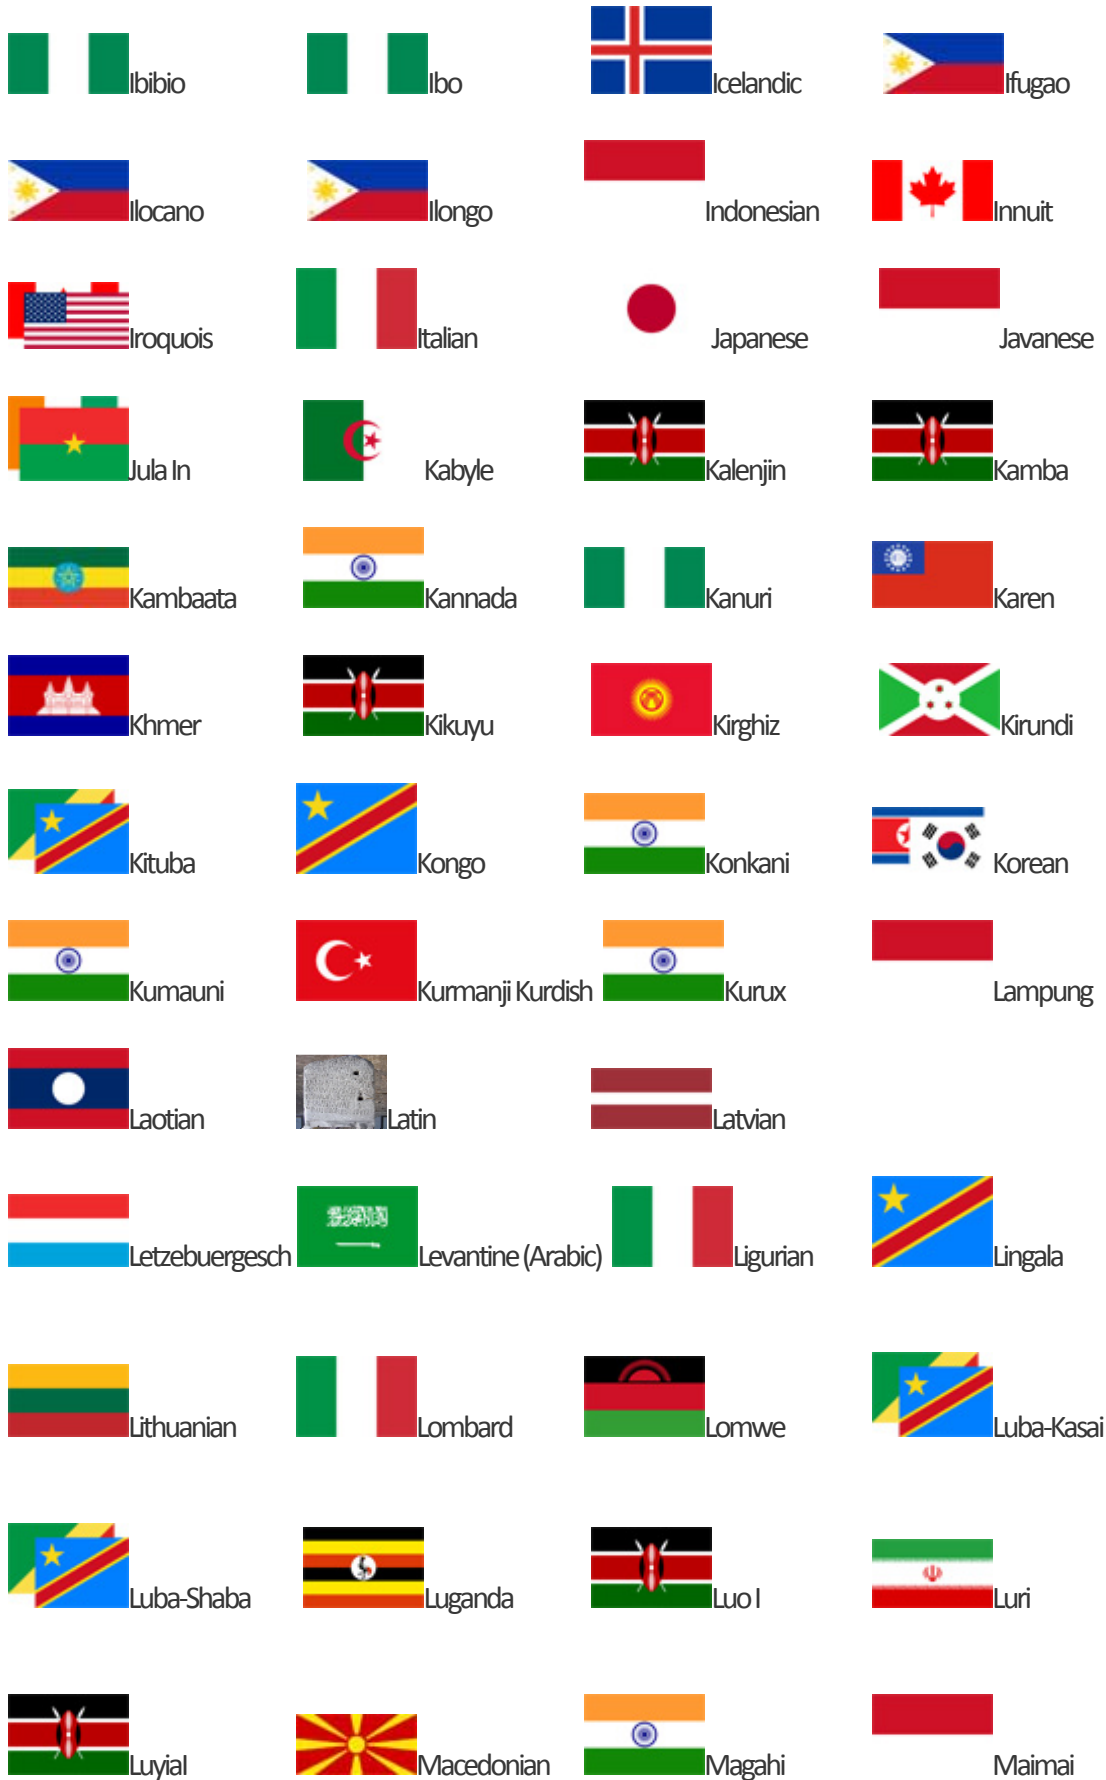 Ibibio Ibo Icelandic Ifugao
Ilocano Ilongo Indonesian Innuit
Iroquois Italian Japanese Javanese
Jula In Kabyle Kalenjin Kamba
Kambaata Kannada Kanuri Karen
Khmer Kikuyu Kirghiz Kirundi
Kituba Kongo Konkani Korean
Kumauni Kurmanji Kurdish Kurux Lampung
Laotian Latin Latvian
Letzebuergesch Levantine (Arabic) Ligurian Lingala
Lithuanian Lombard Lomwe Luba-Kasai
Luba-Shaba Luganda Luo I Luri
Luyial Macedonian Magahi Maimai